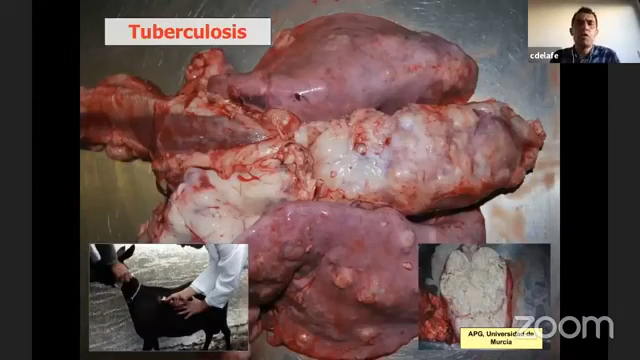 Tuberculosis
cdelafe
APG, Universidad de
Murcia
zoom